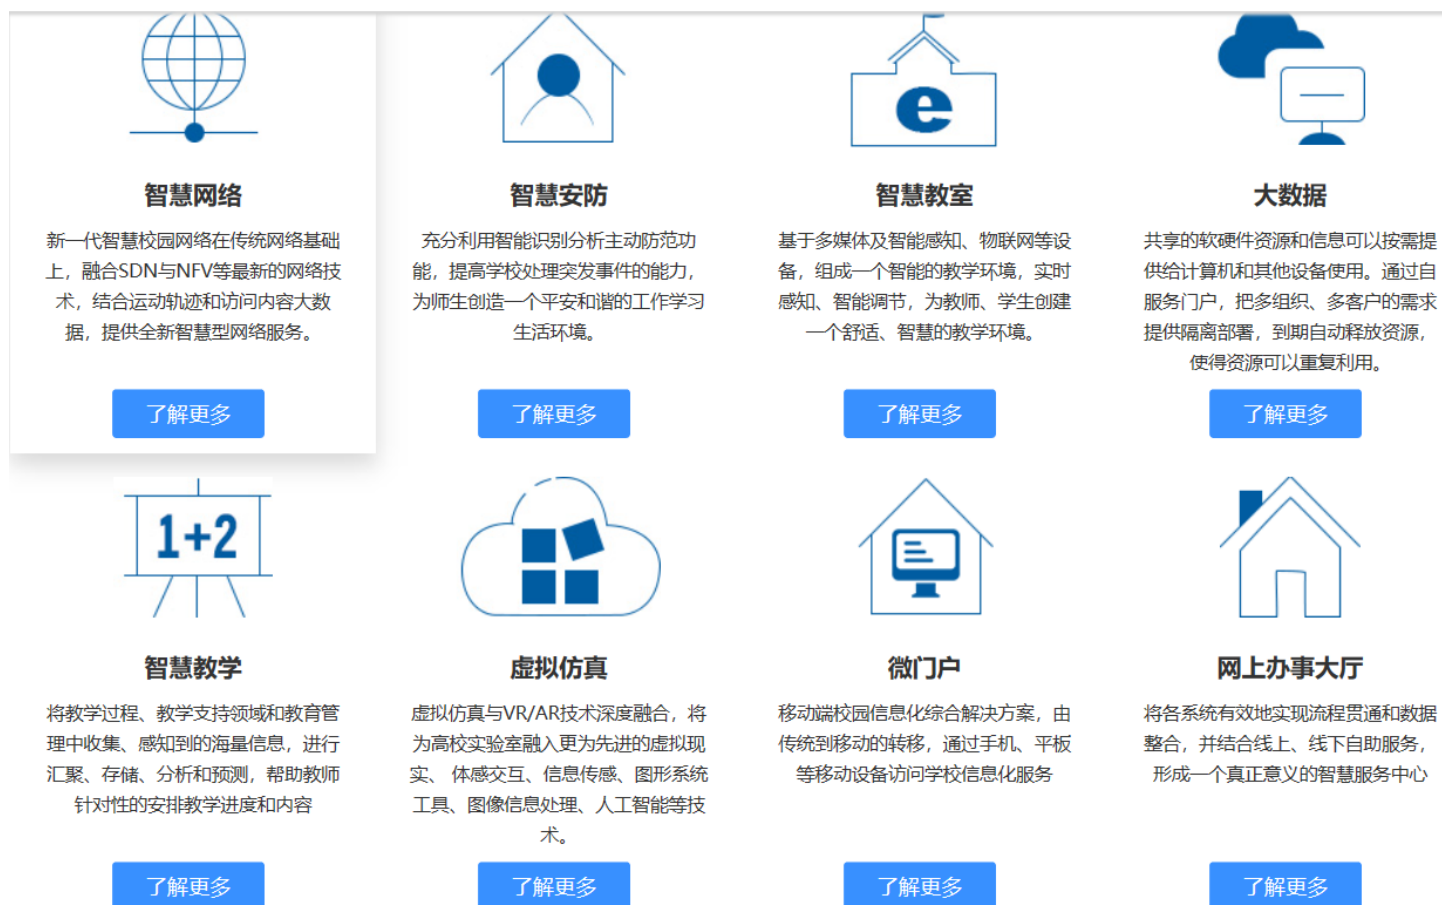 智慧网络
新一代智慧校园网络在传统网络基础
上，融合SDN与NFV等最新的网络技
术，结合运动轨迹和访问内容大数
据，提供全新智慧型网络服务。
了解更多
智慧安防
充分利用智能识别分析主动防范功
能，提高学校处理突发事件的能力，
为师生创造一个平安和谐的工作学习
生活环境。
了解更多
e
智慧教室
基于多媒体及智能感知、物联网等设
备，组成一个智能的教学环境，实时
感知、智能调节，为教师、学生创建
一个舒适、智慧的教学环境。
了解更多
大数据
共享的软硬件资源和信息可以按需提
供给计算机和其他设备使用。通过自
服务门户，把多组织、多客户的需求
提供隔离部署，到期自动释放资源，
使得资源可以重复利用。
了解更多
1+2
智慧教学
将教学过程、教学支持领域和教育管
理中收集、感知到的海量信息，进行
汇聚、存储、分析和预测，帮助教师
针对性的安排教学进度和内容
了解更多
虚拟仿真
虚拟仿真与VR/AR技术深度融合，将
为高校实验室融入更为先进的虚拟现
实、 体感交互、信息传感、图形系统
工具、图像信息处理、人工智能等技
术。
了解更多
微门户
移动端校园信息化综合解决方案，由
传统到移动的转移，通过手机、平板
等移动设备访问学校信息化服务
了解更多
网上办事大厅
将各系统有效地实现流程贯通和数据
整合，并结合线上、线下自助服务，
形成一个真正意义的智慧服务中心
了解更多